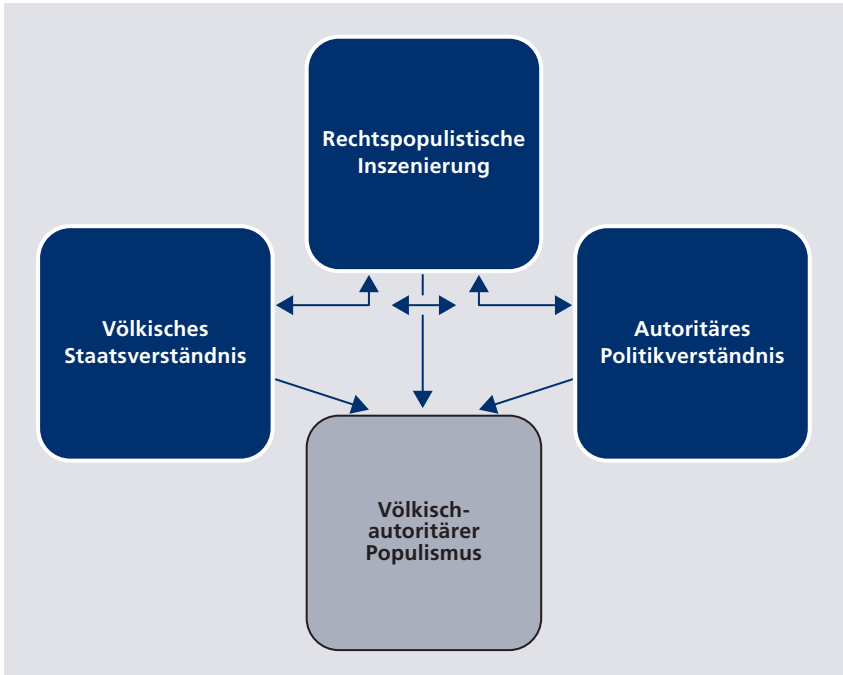 Rechtspopulistische
Inszenierung
Völkisches
Staatsverständnis
Autoritäres
Politikverständnis
Völkisch-
autoritärer
Populismus